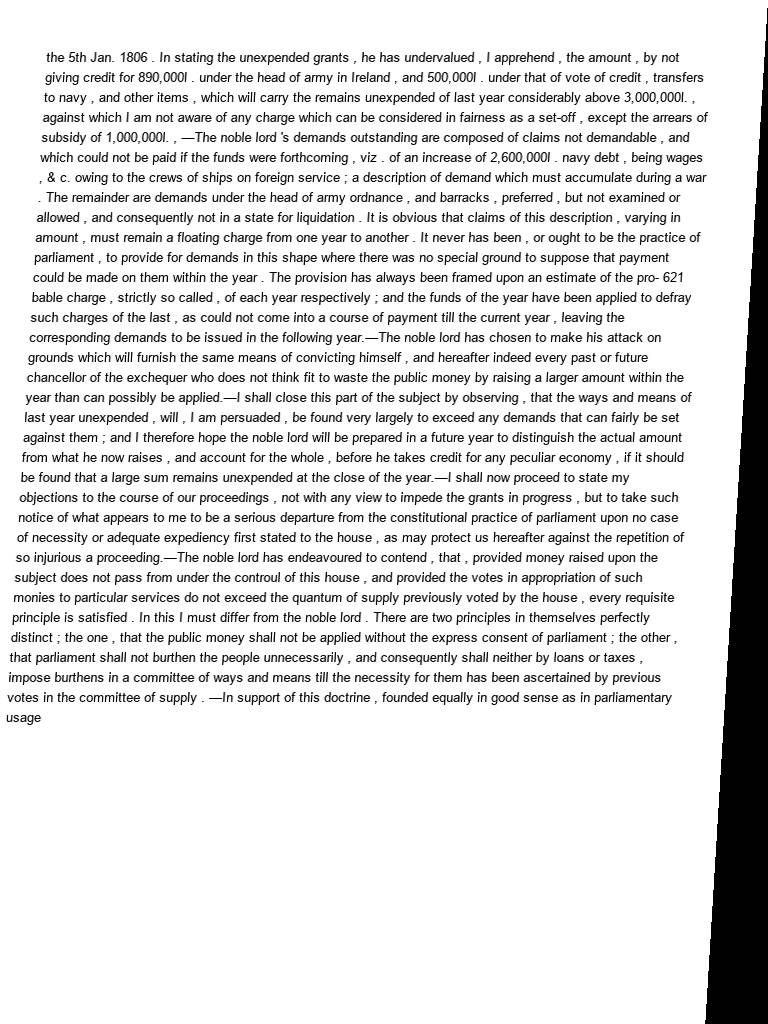 the 5th Jan. 1806 . In stating the unexpended grants , he has undervalued , I apprehend , the amount , by not
giving credit for 890,000l . under the head of army in Ireland , and 500,000l . under that of vote of credit , transfers
to navy , and other items , which will carry the remains unexpended of last year considerably above 3,000,000l. ,
against which I am not aware of any charge which can be considered in fairness as a set-off , except the arrears of
subsidy of 1,000,000l. , —The noble lord 's demands outstanding are composed of claims not demandable , and
which could not be paid if the funds were forthcoming , viz . of an increase of 2,600,000l . navy debt , being wages
, & c. owing to the crews of ships on foreign service ; a description of demand which must accumulate during a war
. The remainder are demands under the head of army ordnance , and barracks , preferred , but not examined or
allowed , and consequently not in a state for liquidation . It is obvious that claims of this description , varying in
amount , must remain a floating charge from one year to another . It never has been , or ought to be the practice of
parliament , to provide for demands in this shape where there was no special ground to suppose that payment
could be made on them within the year . The provision has always been framed upon an estimate of the pro- 621
bable charge , strictly so called , of each year respectively ; and the funds of the year have been applied to defray
such charges of the last , as could not come into a course of payment till the current year , leaving the
corresponding demands to be issued in the following year.—The noble lord has chosen to make his attack on
grounds which will furnish the same means of convicting himself , and hereafter indeed every past or future
chancellor of the exchequer who does not think fit to waste the public money by raising a larger amount within the
year than can possibly be applied.—I shall close this part of the subject by observing , that the ways and means of
last year unexpended , will , I am persuaded , be found very largely to exceed any demands that can fairly be set
against them ; and I therefore hope the noble lord will be prepared in a future year to distinguish the actual amount
from what he now raises , and account for the whole , before he takes credit for any peculiar economy , if it should
be found that a large sum remains unexpended at the close of the year.—I shall now proceed to state my
objections to the course of our proceedings , not with any view to impede the grants in progress , but to take such
notice of what appears to me to be a serious departure from the constitutional practice of parliament upon no case
of necessity or adequate expediency first stated to the house , as may protect us hereafter against the repetition of
so injurious a proceeding.—The noble lord has endeavoured to contend , that , provided money raised upon the
subject does not pass from under the controul of this house , and provided the votes in appropriation of such
monies to particular services do not exceed the quantum of supply previously voted by the house , every requisite
principle is satisfied . In this I must differ from the noble lord . There are two principles in themselves perfectly
distinct ; the one , that the public money shall not be applied without the express consent of parliament ; the other ,
that parliament shall not burthen the people unnecessarily , and consequently shall neither by loans or taxes ,
impose burthens in a committee of ways and means till the necessity for them has been ascertained by previous
votes in the committee of supply . —In support of this doctrine , founded equally in good sense as in parliamentary
usage